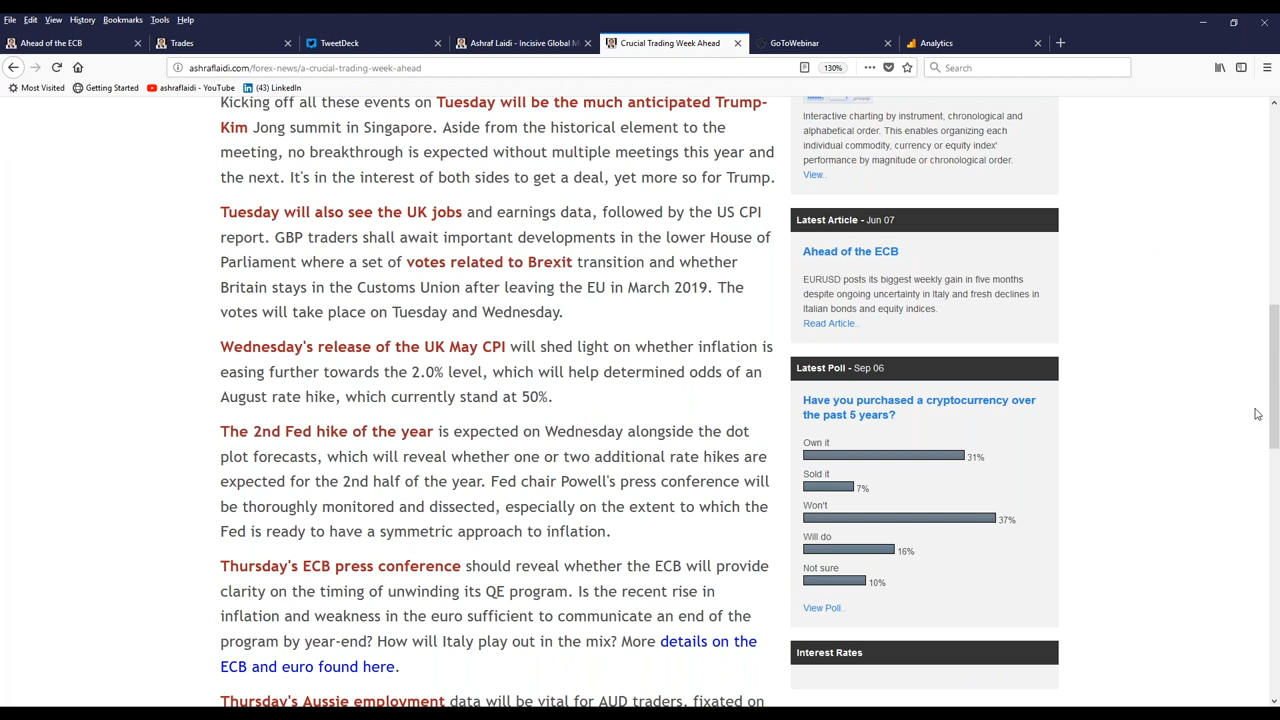 File Edit View History Bookmarks Tools Help
Ahead of the ECB
Trades
TweetDeck
Ashraf Laidi - Incisive Global M
Crucial Trading Week Ahead
GoToWebinar
Analytics
ashraflaidi.com/forex-news/a-crucial-trading-week-ahead
130%
Search
Most Visited Getting Started ashraflaidi - YouTube (43) LinkedIn
Kicking off all these events on Tuesday will be the much anticipated Trump-
Kim Jong summit in Singapore. Aside from the historical element to the
meeting, no breakthrough is expected without multiple meetings this year and
the next. It's in the interest of both sides to get a deal, yet more so for Trump.
Tuesday will also see the UK jobs and earnings data, followed by the US CPI
report. GBP traders shall await important developments in the lower House of
Parliament where a set of votes related to Brexit transition and whether
Britain stays in the Customs Union after leaving the EU in March 2019. The
votes will take place on Tuesday and Wednesday.
Wednesday's release of the UK May CPI will shed light on whether inflation is
easing further towards the 2.0% level, which will help determined odds of an
August rate hike, which currently stand at 50%.
The 2nd Fed hike of the year is expected on Wednesday alongside the dot
plot forecasts, which will reveal whether one or two additional rate hikes are
expected for the 2nd half of the year. Fed chair Powell's press conference will
be thoroughly monitored and dissected, especially on the extent to which the
Fed is ready to have a symmetric approach to inflation.
Thursday's ECB press conference should reveal whether the ECB will provide
clarity on the timing of unwinding its QE program. Is the recent rise in
inflation and weakness in the euro sufficient to communicate an end of the
program by year-end? How will Italy play out in the mix? More details on the
ECB and euro found here.
Thursday's Aussie employment data will be vital for AUD traders, fixated on
Interactive charting by instrument, chronological and
alphabetical order. This enables organizing each
individual commodity, currency or equity index'
performance by magnitude or chronological order.
View..
Latest Article - Jun 07
Ahead of the ECB
EURUSD posts its biggest weekly gain in five months
despite ongoing uncertainty in Italy and fresh declines in
Italian bonds and equity indices.
Read Article..
Latest Poll - Sep 06
Have you purchased a cryptocurrency over
the past 5 years?
Own it
31%
Sold it
7%
Won't
37%
Will do
16%
Not sure
10%
View Poll..
Interest Rates